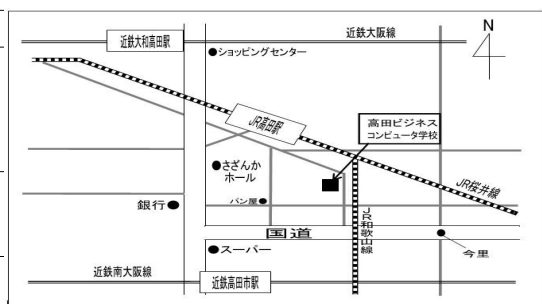 近鉄大和高田駅
近鉄大阪線
N
●ショッピングセンター
JR高田駅
高田ビジネス
コンピュータ学校
●さざんか
ホール
パン屋●
銀行●
JR桜井線
JR和歌山線
国道
●スーパー
今里
近鉄南大阪線
近鉄高田市駅